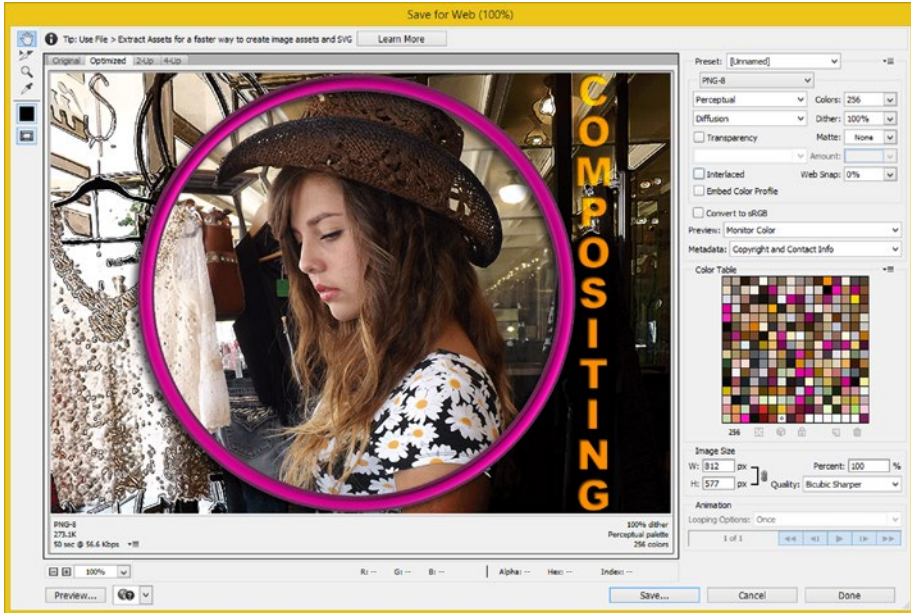 Save for Web (100%)
Tip: Use File > Extract Assets for a faster way to create image assets and SVG
Learn More
Original Optimized 2-Up 4-Up
COMPOSITING
PNG-8
273.1K
50 sec @ 56.6 Kbps
100% dither
Perceptual palette
256 colors
100%
R: -- G: -- B: -- Alpha: -- Hex: -- Index: --
Preview...
Preset: [Unnamed]
PNG-8
Perceptual Colors: 256
Diffusion Dither: 100%
Transparency Matte: None
Amount:
Interlaced Web Snap: 0%
Embed Color Profile
Convert to sRGB
Preview: Monitor Color
Metadata: Copyright and Contact Info
Color Table
256
Image Size
W: 812 px Percent: 100 %
H: 577 px Quality: Bicubic Sharper
Animation
Looping Options: Once
1 of 1
Save... Cancel Done